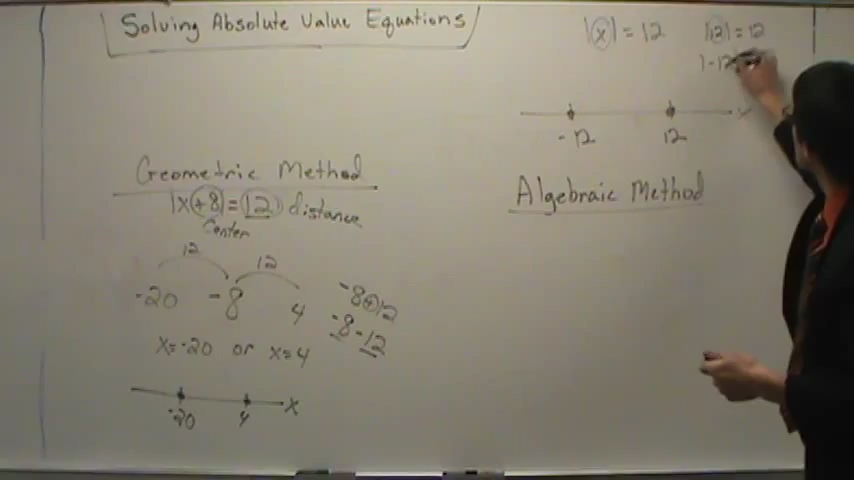 Solving Absolute Value Equations
|x| = 12
|12| = 12
|-12
-12 12 x
Geometric Method
|x+8| = 12 distance
Center
12 12
-20 -8 4
-8+12
-8-12
x=-20 or x=4
-20 4 x
Algebraic Method